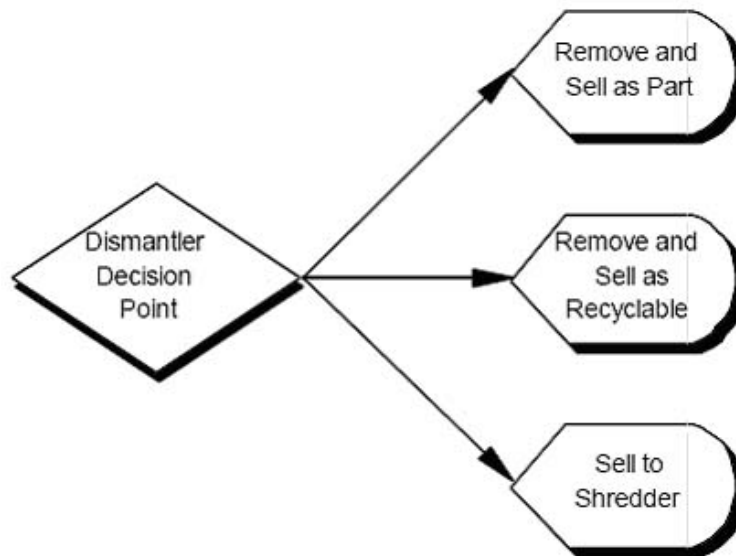 Dismantler
Decision
Point
Remove and
Sell as Part
Remove and
Sell as
Recyclable
Sell to
Shredder